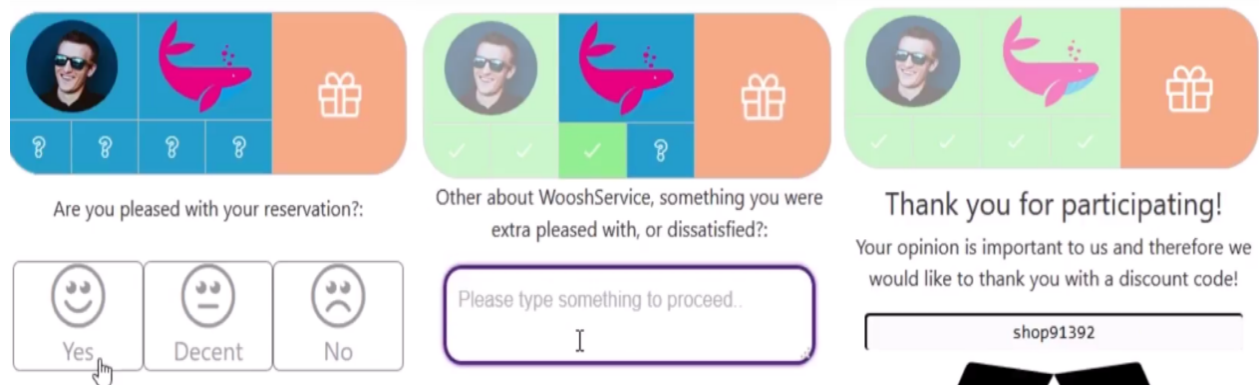 Are you pleased with your reservation?:
Yes
Decent
No
Other about WooshService, something you were
extra pleased with, or dissatisfied?:
Please type something to proceed..
Thank you for participating!
Your opinion is important to us and therefore we
would like to thank you with a discount code!
shop91392